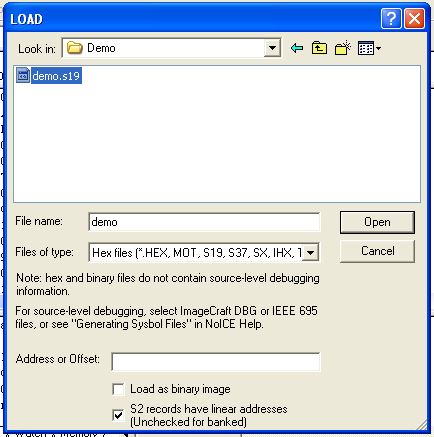 LOAD
Look in:
Demo
demo.s19
File name:
demo
Open
Files of type:
Hex files (*.HEX, MOT, S19, S37, SX, IHX, T
Cancel
Note: hex and binary files do not contain source-level debugging
information.
For source-level debugging, select ImageCraft DBG or IEEE 695
files, or see "Generating Sysbol Files" in NoICE Help.
Address or Offset:
Load as binary image
S2 records have linear addresses
(Unchecked for banked)